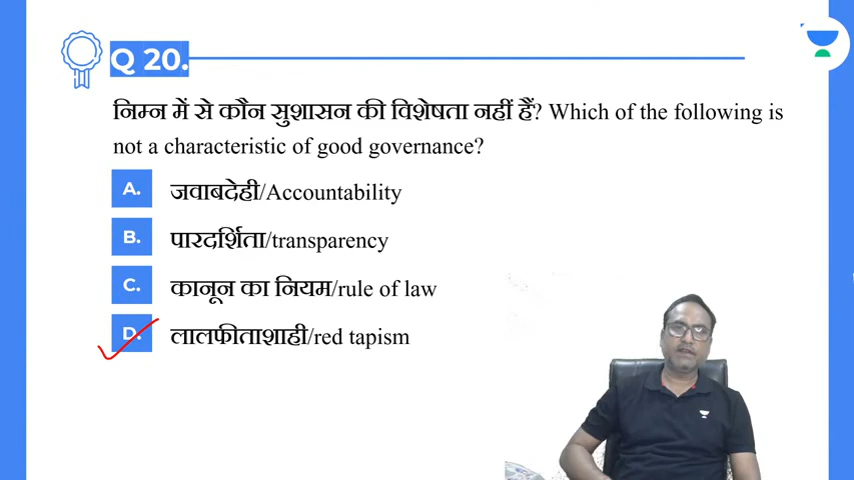 Q 20.
निम्न में से कौन सुशासन की विशेषता नहीं हैं? Which of the following is
not a characteristic of good governance?
A. जवाबदेही/Accountability
B. पारदर्शिता/transparency
C. कानून का नियम/rule of law
D. लालफीताशाही/red tapism